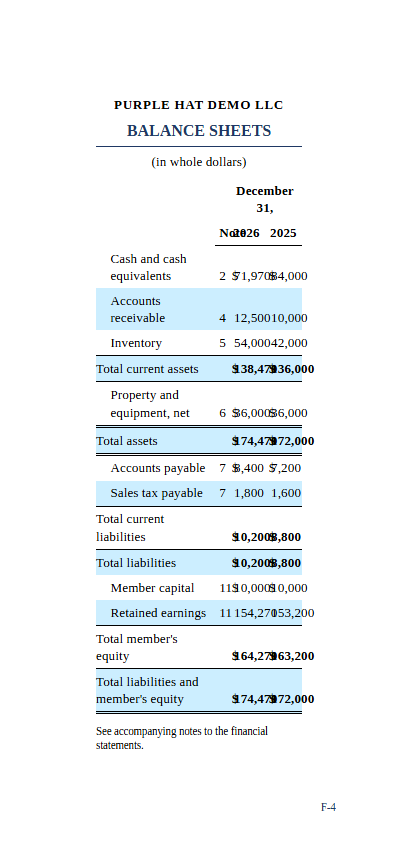 PURPLE HAT DEMO LLC
BALANCE SHEETS
(in whole dollars)
December
31,
Note 2026 2025
Cash and cash
equivalents 2 $71,970 $84,000
Accounts
receivable 4 12,500 10,000
Inventory 5 54,000 42,000
Total current assets $138,470 $136,000
Property and
equipment, net 6 $36,000 $36,000
Total assets $174,470 $172,000
Accounts payable 7 $8,400 $7,200
Sales tax payable 7 1,800 1,600
Total current
liabilities $10,200 $8,800
Total liabilities $10,200 $8,800
Member capital 11 $10,000 $10,000
Retained earnings 11 154,270 153,200
Total member's
equity $164,270 $163,200
Total liabilities and
member's equity $174,470 $172,000
See accompanying notes to the financial
statements.
F-4